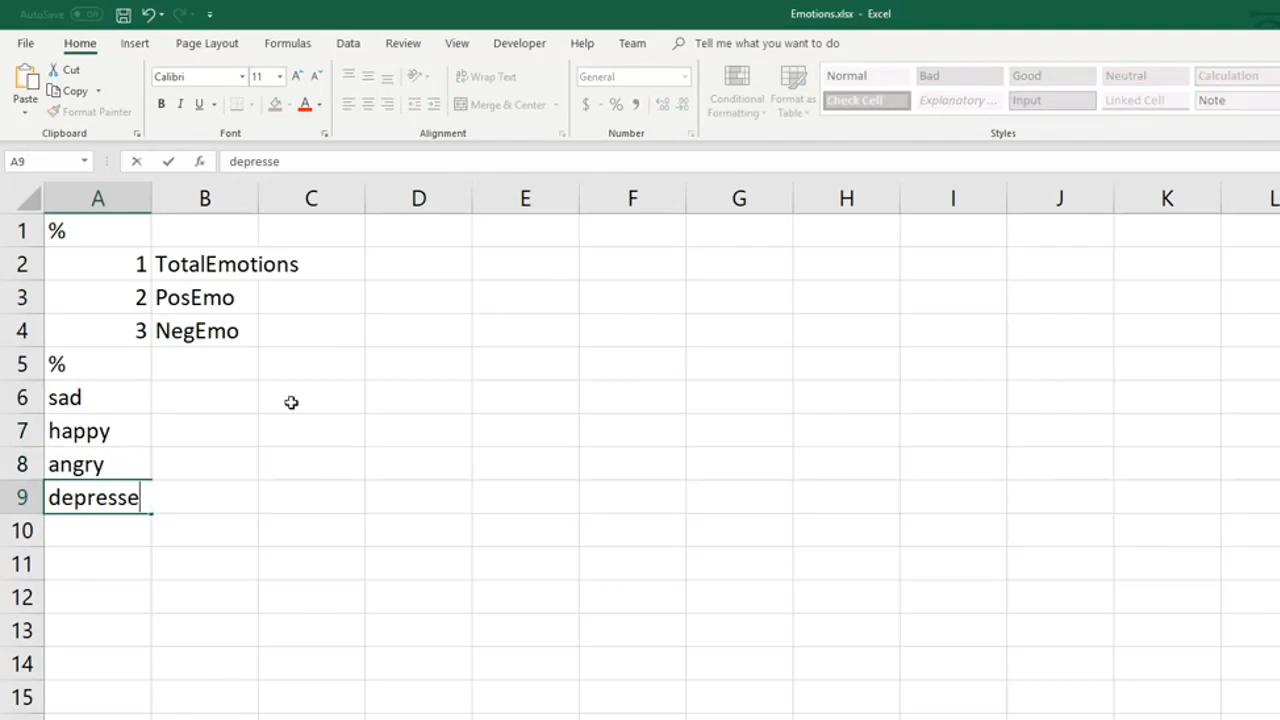 AutoSave Off Emotions.xlsx - Excel
File Home Insert Page Layout Formulas Data Review View Developer Help Team Tell me what you want to do
Paste Cut Copy Format Painter
Calibri 11
B I U
Wrap Text
Merge & Center
General
$ %
Conditional Formatting
Format as Table
Normal Bad Good Neutral Calculation
Check Cell Explanatory ... Input Linked Cell Note
Clipboard Font Alignment Number Styles
A9 fx depresse
A B C D E F G H I J K L
1 %
2 1 TotalEmotions
3 2 PosEmo
4 3 NegEmo
5 %
6 sad
7 happy
8 angry
9 depresse
10
11
12
13
14
15